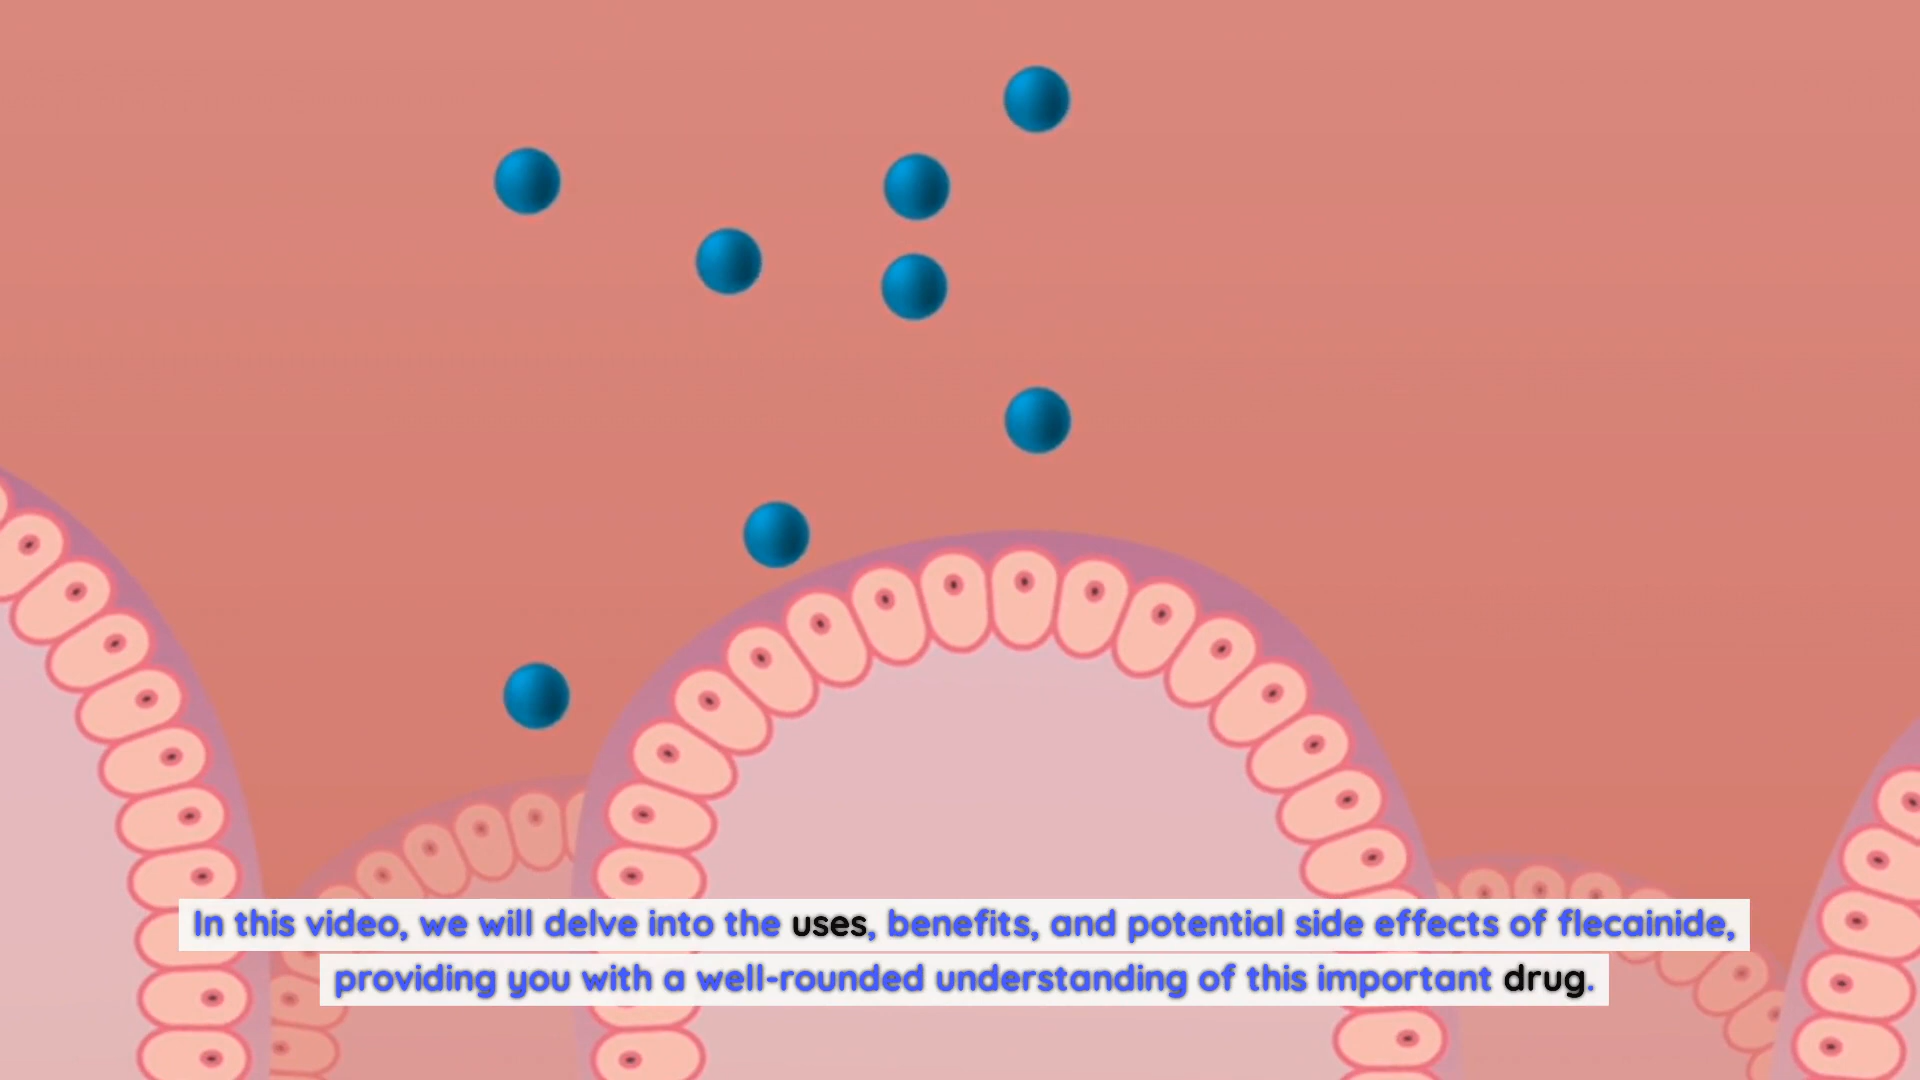 In this video, we will delve into the uses, benefits, and potential side effects of flecainide,
providing you with a well-rounded understanding of this important drug.